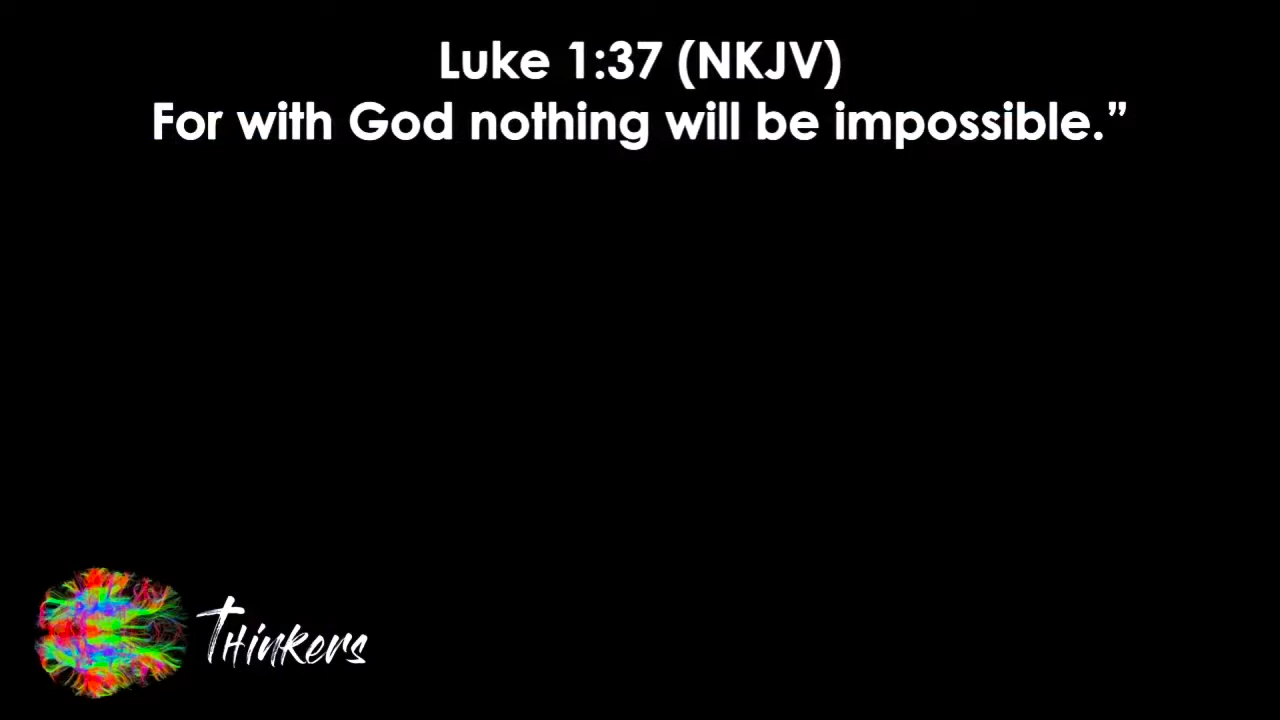 Luke 1:37 (NKJV)
For with God nothing will be impossible.”
THinkers